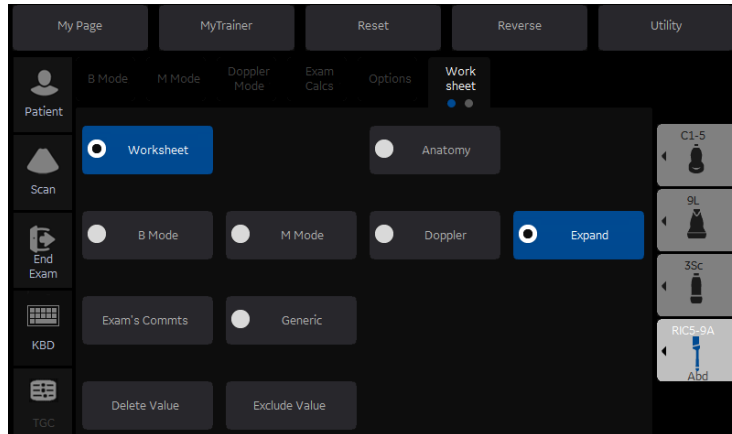 My Page
MyTrainer
Reset
Reverse
Utility
Patient
B Mode
M Mode
Doppler
Mode
Exam
Calcs
Options
Work
sheet
Scan
Worksheet
Anatomy
C1-5
End
Exam
B Mode
M Mode
Doppler
Expand
9L
KBD
Exam's Commts
Generic
3Sc
TGC
Delete Value
Exclude Value
RIC5-9A
Abd